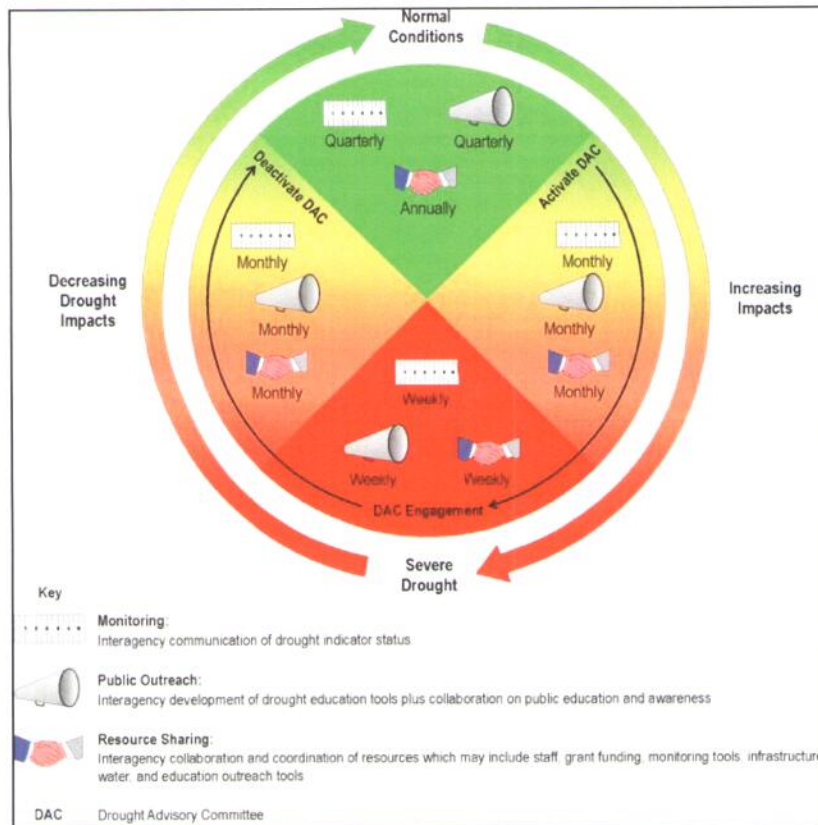 Normal
Conditions
Quarterly
Quarterly
Annually
Deactivate DAC
Activate DAC
Monthly
Monthly
Decreasing
Drought
Impacts
Increasing
Impacts
Monthly
Monthly
Monthly
Monthly
Weekly
Weekly
Weekly
DAC Engagement
Severe
Drought
Key
Monitoring:
Interagency communication of drought indicator status
Public Outreach:
Interagency development of drought education tools plus collaboration on public education and awareness
Resource Sharing:
Interagency collaboration and coordination of resources which may include staff, grant funding, monitoring tools, infrastructure
water, and education outreach tools
DAC Drought Advisory Committee